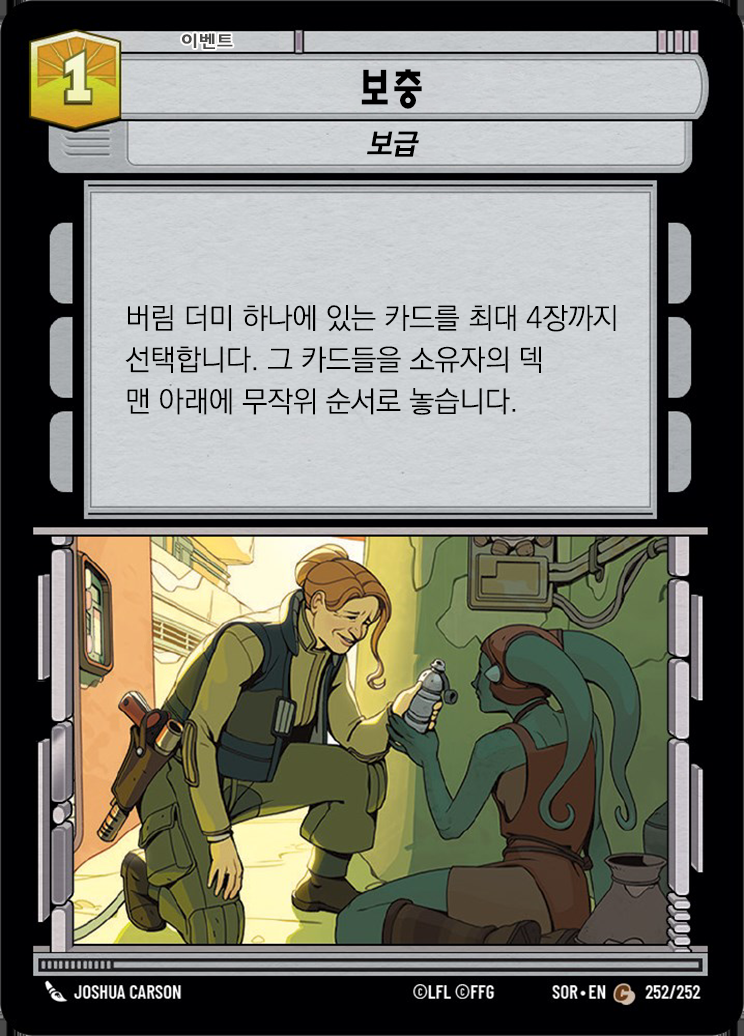 이벤트
1
보충
보급
버림 더미 하나에 있는 카드를 최대 4장까지
선택합니다. 그 카드들을 소유자의 덱
맨 아래에 무작위 순서로 놓습니다.
JOSHUA CARSON ©LFL ©FFG SOR•EN C 252/252